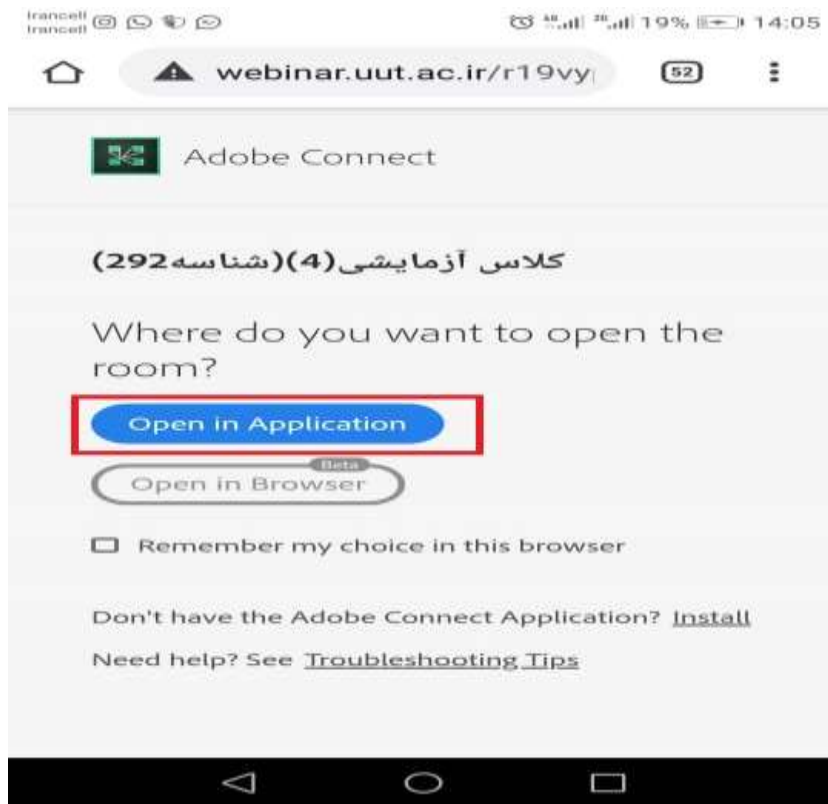 Irancell
Irancell
19% 14:05
webinar.uut.ac.ir/r19vy
52
Adobe Connect
کلاس آزمایشی(4)(شناسه292)
Where do you want to open the
room?
Open in Application
Beta
Open in Browser
Remember my choice in this browser
Don't have the Adobe Connect Application? Install
Need help? See Troubleshooting Tips